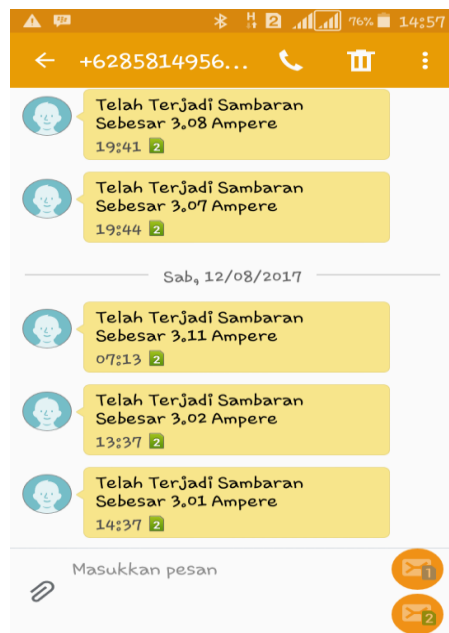 H 2 76% 14:57
+6285814956...
Telah Terjadi Sambaran
Sebesar 3.08 Ampere
19:41 2
Telah Terjadi Sambaran
Sebesar 3.07 Ampere
19:44 2
Sab, 12/08/2017
Telah Terjadi Sambaran
Sebesar 3.11 Ampere
07:13 2
Telah Terjadi Sambaran
Sebesar 3.02 Ampere
13:37 2
Telah Terjadi Sambaran
Sebesar 3.01 Ampere
14:37 2
Masukkan pesan
1
2